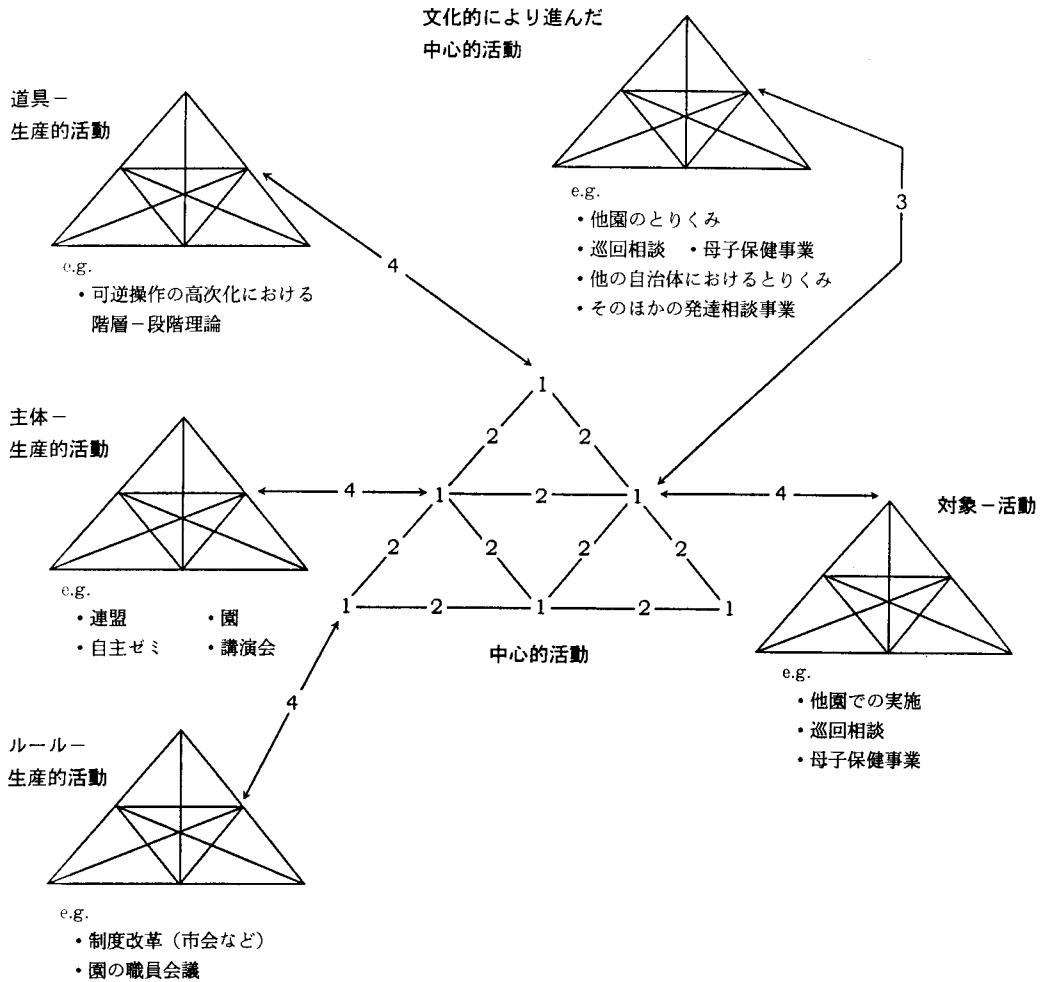 文化的により進んだ
中心的活動
道具－
生産的活動
e.g.
・他園のとりくみ
・巡回相談 ・母子保健事業
・他の自治体におけるとりくみ
・そのほかの発達相談事業
3
e.g.
・可逆操作の高次化における
階層－段階理論
4
主体－
生産的活動
1
2 2
4 1 2 1 4
対象－活動
2 2 2 2
1 2 1 2 1
中心的活動
e.g.
・連盟 ・園
・自主ゼミ ・講演会
e.g.
・他園での実施
・巡回相談
・母子保健事業
4
ルール－
生産的活動
e.g.
・制度改革（市会など）
・園の職員会議